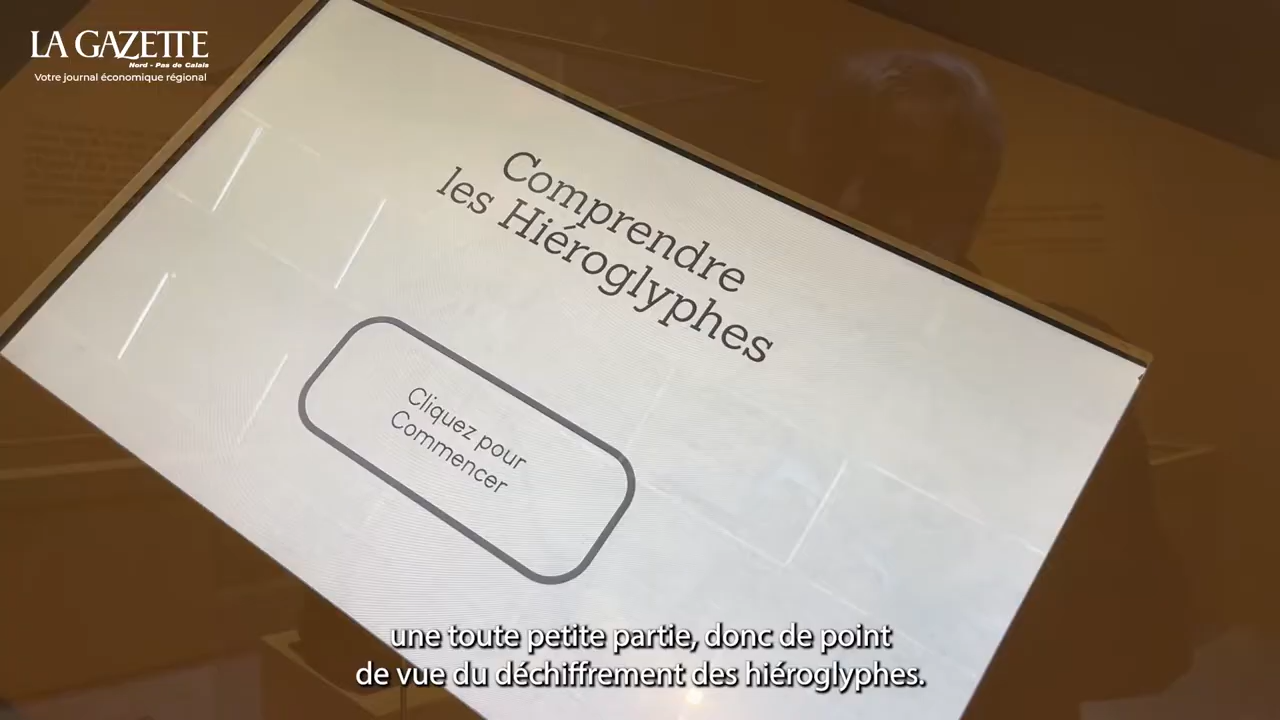 LA GAZETTE
Nord - Pas de Calais
Votre journal économique régional
Comprendre
les Hiéroglyphes
Cliquez pour
Commencer
une toute petite partie, donc de point
de vue du déchiffrement des hiéroglyphes.